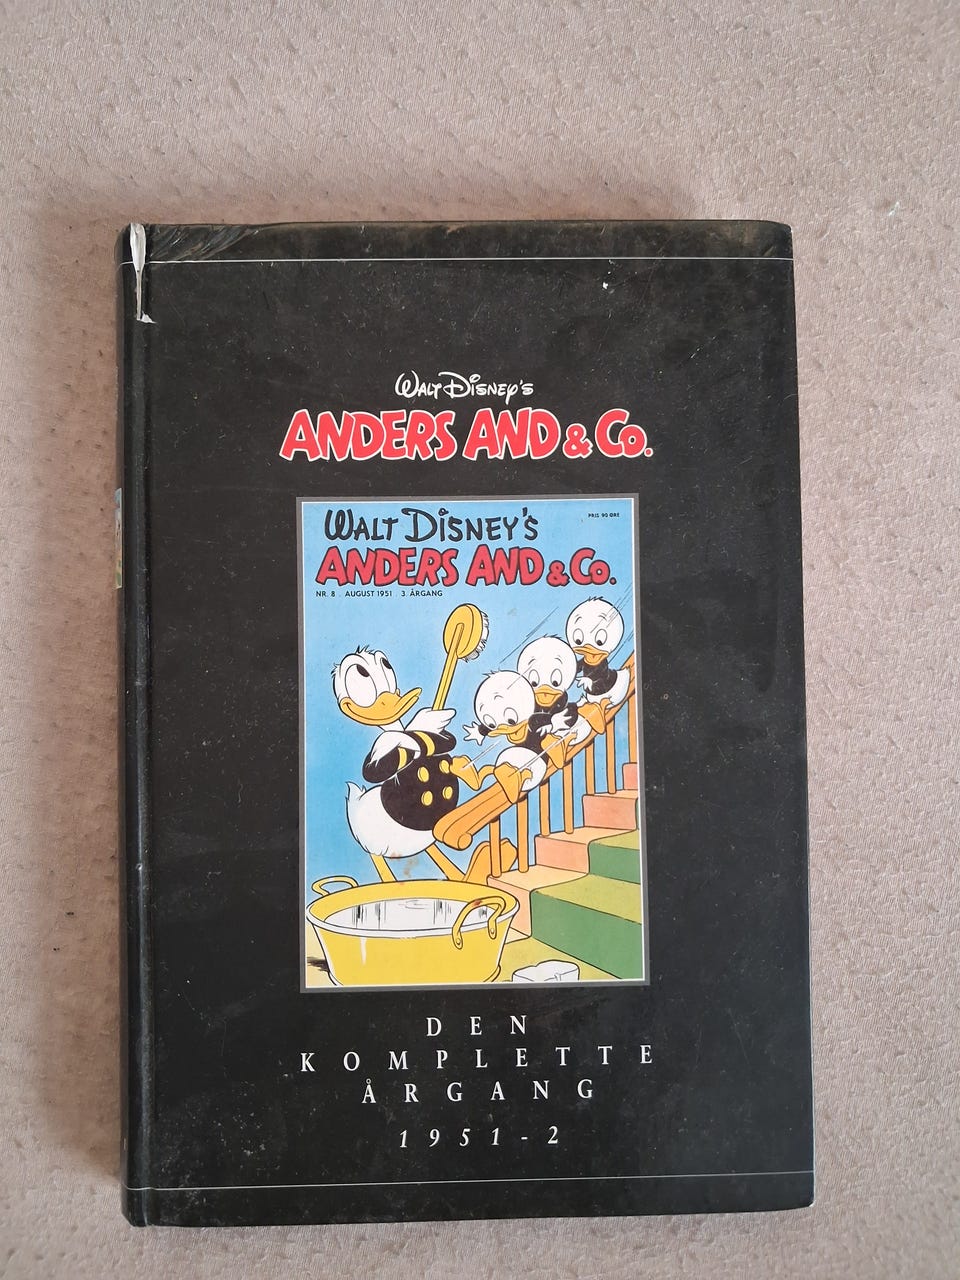 WALT DISNEY'S
ANDERS AND & CO.
WALT DISNEY'S
PRIS 90 ØRE
ANDERS AND & CO.
NR. 8 . AUGUST 1951 . 3. ÅRGANG
DEN
KOMPLETTE
ÅRGANG
1951-2